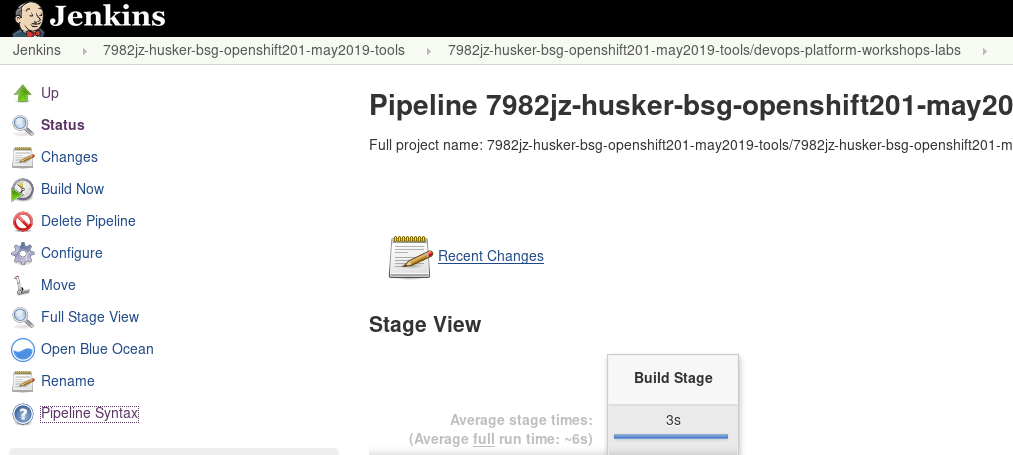 Jenkins
Jenkins 7982jz-husker-bsg-openshift201-may2019-tools 7982jz-husker-bsg-openshift201-may2019-tools/devops-platform-workshops-labs
Up
Status
Changes
Build Now
Delete Pipeline
Configure
Move
Full Stage View
Open Blue Ocean
Rename
Pipeline Syntax
Pipeline 7982jz-husker-bsg-openshift201-may20
Full project name: 7982jz-husker-bsg-openshift201-may2019-tools/7982jz-husker-bsg-openshift201-m
Recent Changes
Stage View
Build Stage
Average stage times: 3s
(Average full run time: ~6s)